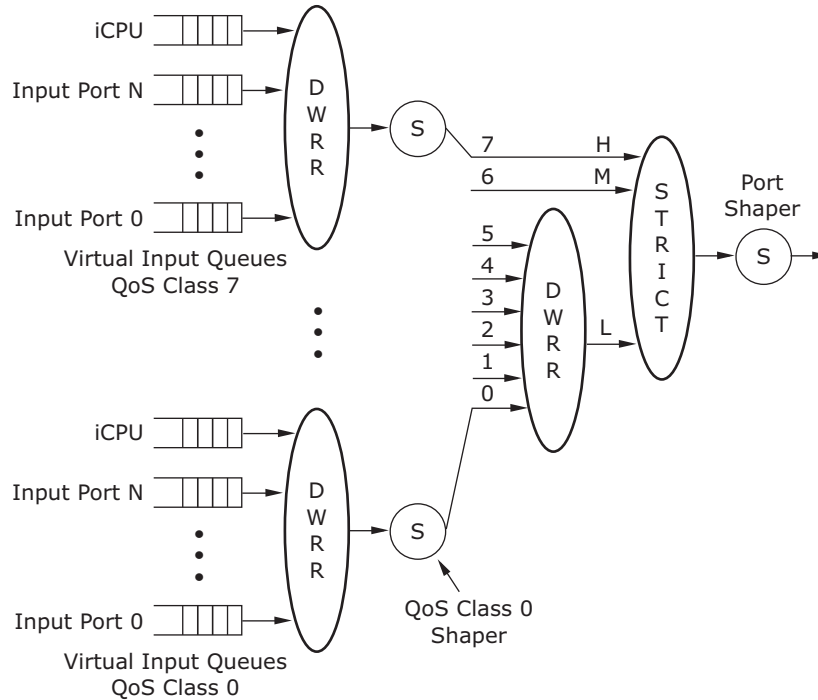 iCPU
Input Port N
Input Port 0
Virtual Input Queues
QoS Class 7
D
W
R
R
S
7
H
6
M
5
4
3
2
1
0
D
W
R
R
L
S
T
R
I
C
T
Port
Shaper
S
iCPU
Input Port N
Input Port 0
Virtual Input Queues
QoS Class 0
D
W
R
R
S
QoS Class 0
Shaper